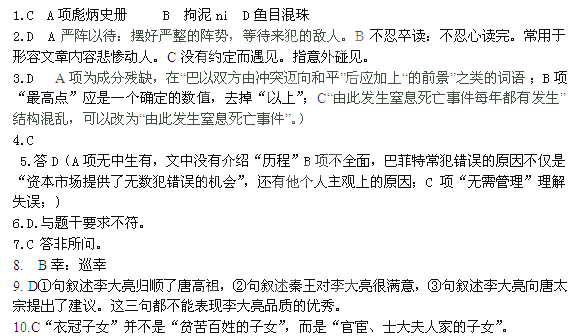 1.C  A项彪炳史册    B  拘泥ni  D鱼目混珠
2.D  A 严阵以待：摆好严整的阵势，等待来犯的敌人。B 不忍卒读：不忍心读完。常用于
形容文章内容悲惨动人。C 没有约定而遇见。指意外碰见。
3.D   A项为成分残缺，在“巴以双方由冲突迈向和平”后应加上“的前景”之类的词语；B项
“最高点”应是一个确定的数值，去掉“以上”；C“由此发生窒息死亡事件每年都有发生”
结构混乱，可以改为“由此发生窒息死亡事件”。）
4.C
5.答D（A项无中生有，文中没有介绍“历程”B项不全面，巴菲特常犯错误的原因不仅是
“资本市场提供了无数犯错误的机会”，还有他个人主观上的原因；C 项“无需管理”理解
失误；）
6.D.与题干要求不符。
7.C 答非所问。
8.  B幸：巡幸
9. D①句叙述李大亮归顺了唐高祖，②句叙述秦王对李大亮很满意，③句叙述李大亮向唐太
宗提出了建议。这三句都不能表现李大亮品质的优秀。
10.C“衣冠子女”并不是“贫苦百姓的子女”，而是“官宦、士大夫人家的子女”。